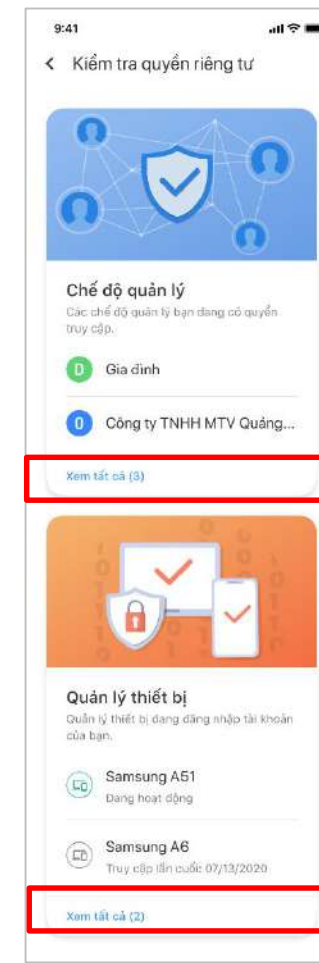 9:41
Kiểm tra quyền riêng tư
Chế độ quản lý
Các chế độ quản lý bạn đang có quyền
truy cập.
D Gia đình
0 Công ty TNHH MTV Quảng...
Xem tất cả (3)
Quản lý thiết bị
Quản lý thiết bị đang đăng nhập tài khoản
của bạn.
Samsung A51
Đang hoạt động
Samsung A6
Truy cập lần cuối: 07/13/2020
Xem tất cả (2)